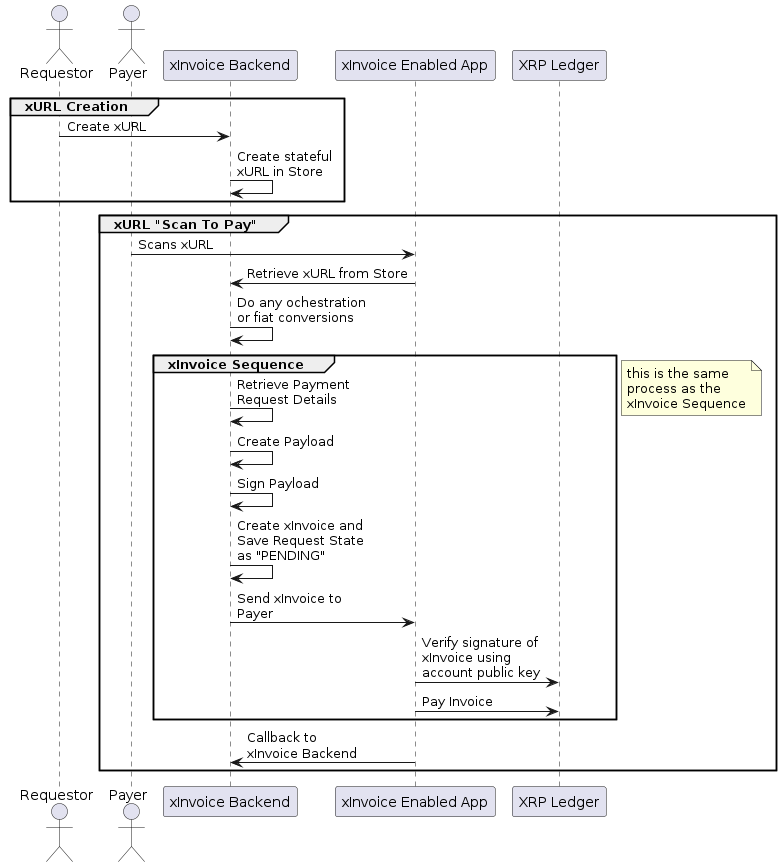 Requestor
Payer
xInvoice Backend
xInvoice Enabled App
XRP Ledger
xURL Creation
Create xURL
Create stateful
xURL in Store
xURL "Scan To Pay"
Scans xURL
Retrieve xURL from Store
Do any ochestration
or fiat conversions
xInvoice Sequence
this is the same
process as the
xInvoice Sequence
Retrieve Payment
Request Details
Create Payload
Sign Payload
Create xInvoice and
Save Request State
as "PENDING"
Send xInvoice to
Payer
Verify signature of
xInvoice using
account public key
Pay Invoice
Callback to
xInvoice Backend
Requestor
Payer
xInvoice Backend
xInvoice Enabled App
XRP Ledger